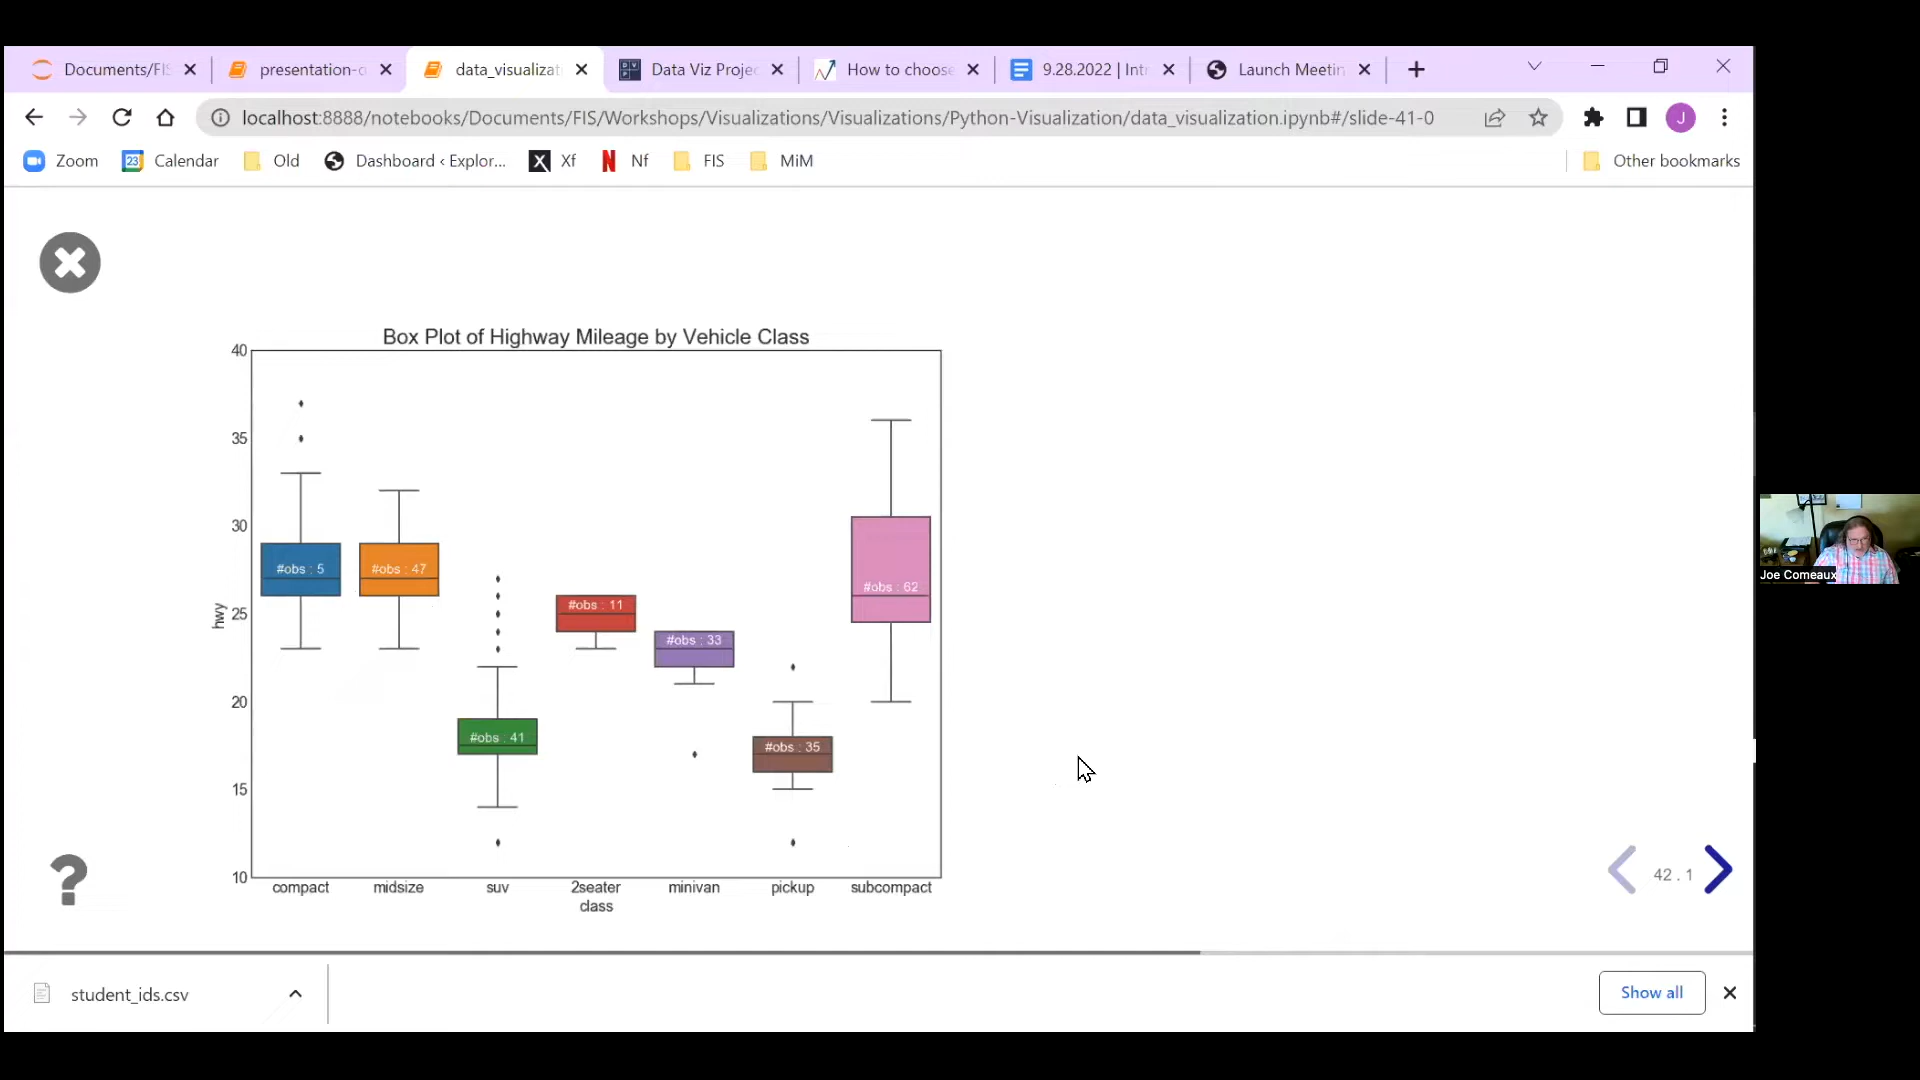 Documents/FIS
presentation-o
data_visualizat
Data Viz Projec
How to choose
9.28.2022 | Intr
Launch Meetin
localhost:8888/notebooks/Documents/FIS/Workshops/Visualizations/Visualizations/Python-Visualization/data_visualization.ipynb#/slide-41-0
J
Zoom
23
Calendar
Old
Dashboard ‹ Explor...
Xf
Nf
FIS
MiM
Other bookmarks
Box Plot of Highway Mileage by Vehicle Class
40
35
30
25
20
15
10
hwy
#obs : 5
#obs : 47
#obs : 41
#obs : 11
#obs : 33
#obs : 35
#obs : 62
compact
midsize
suv
2seater
minivan
pickup
subcompact
class
?
42 . 1
Joe Comeaux
student_ids.csv
Show all